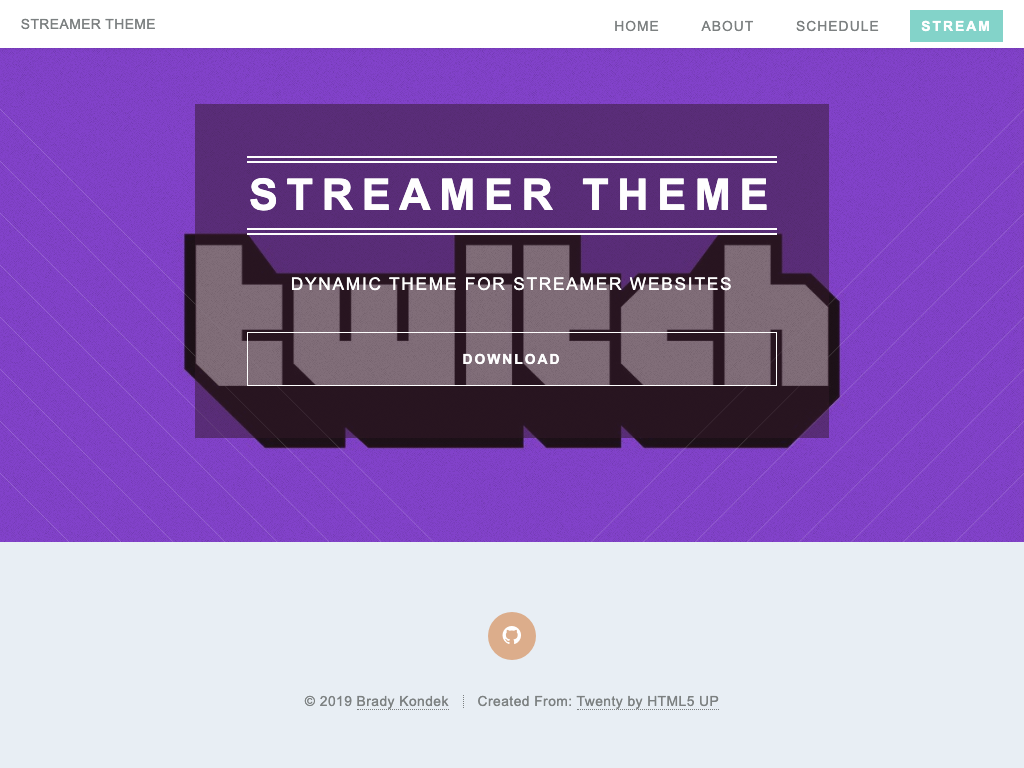 STREAMER THEME
HOME ABOUT SCHEDULE STREAM
STREAMER THEME
twitch
DYNAMIC THEME FOR STREAMER WEBSITES
DOWNLOAD
© 2019 Brady Kondek Created From: Twenty by HTML5 UP